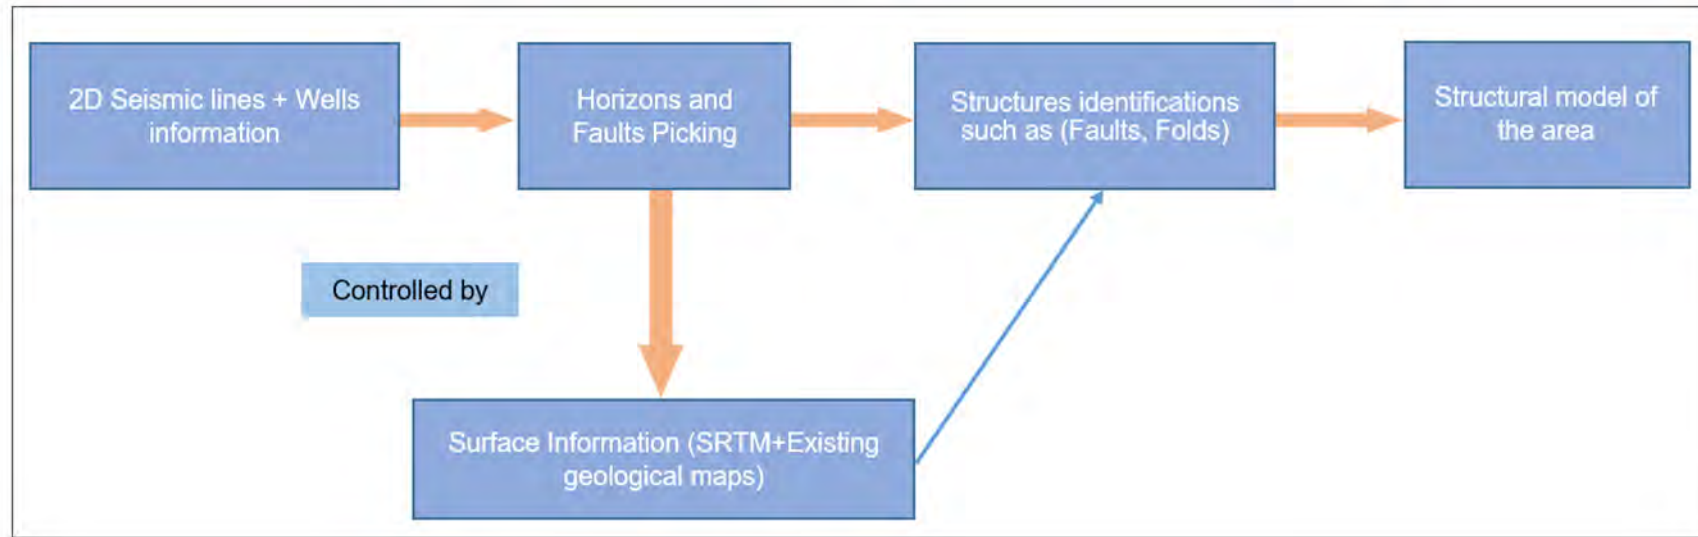 2D Seismic lines + Wells
information
Horizons and
Faults Picking
Structures identifications
such as (Faults, Folds)
Structural model of
the area
Controlled by
Surface Information (SRTM+Existing
geological maps)